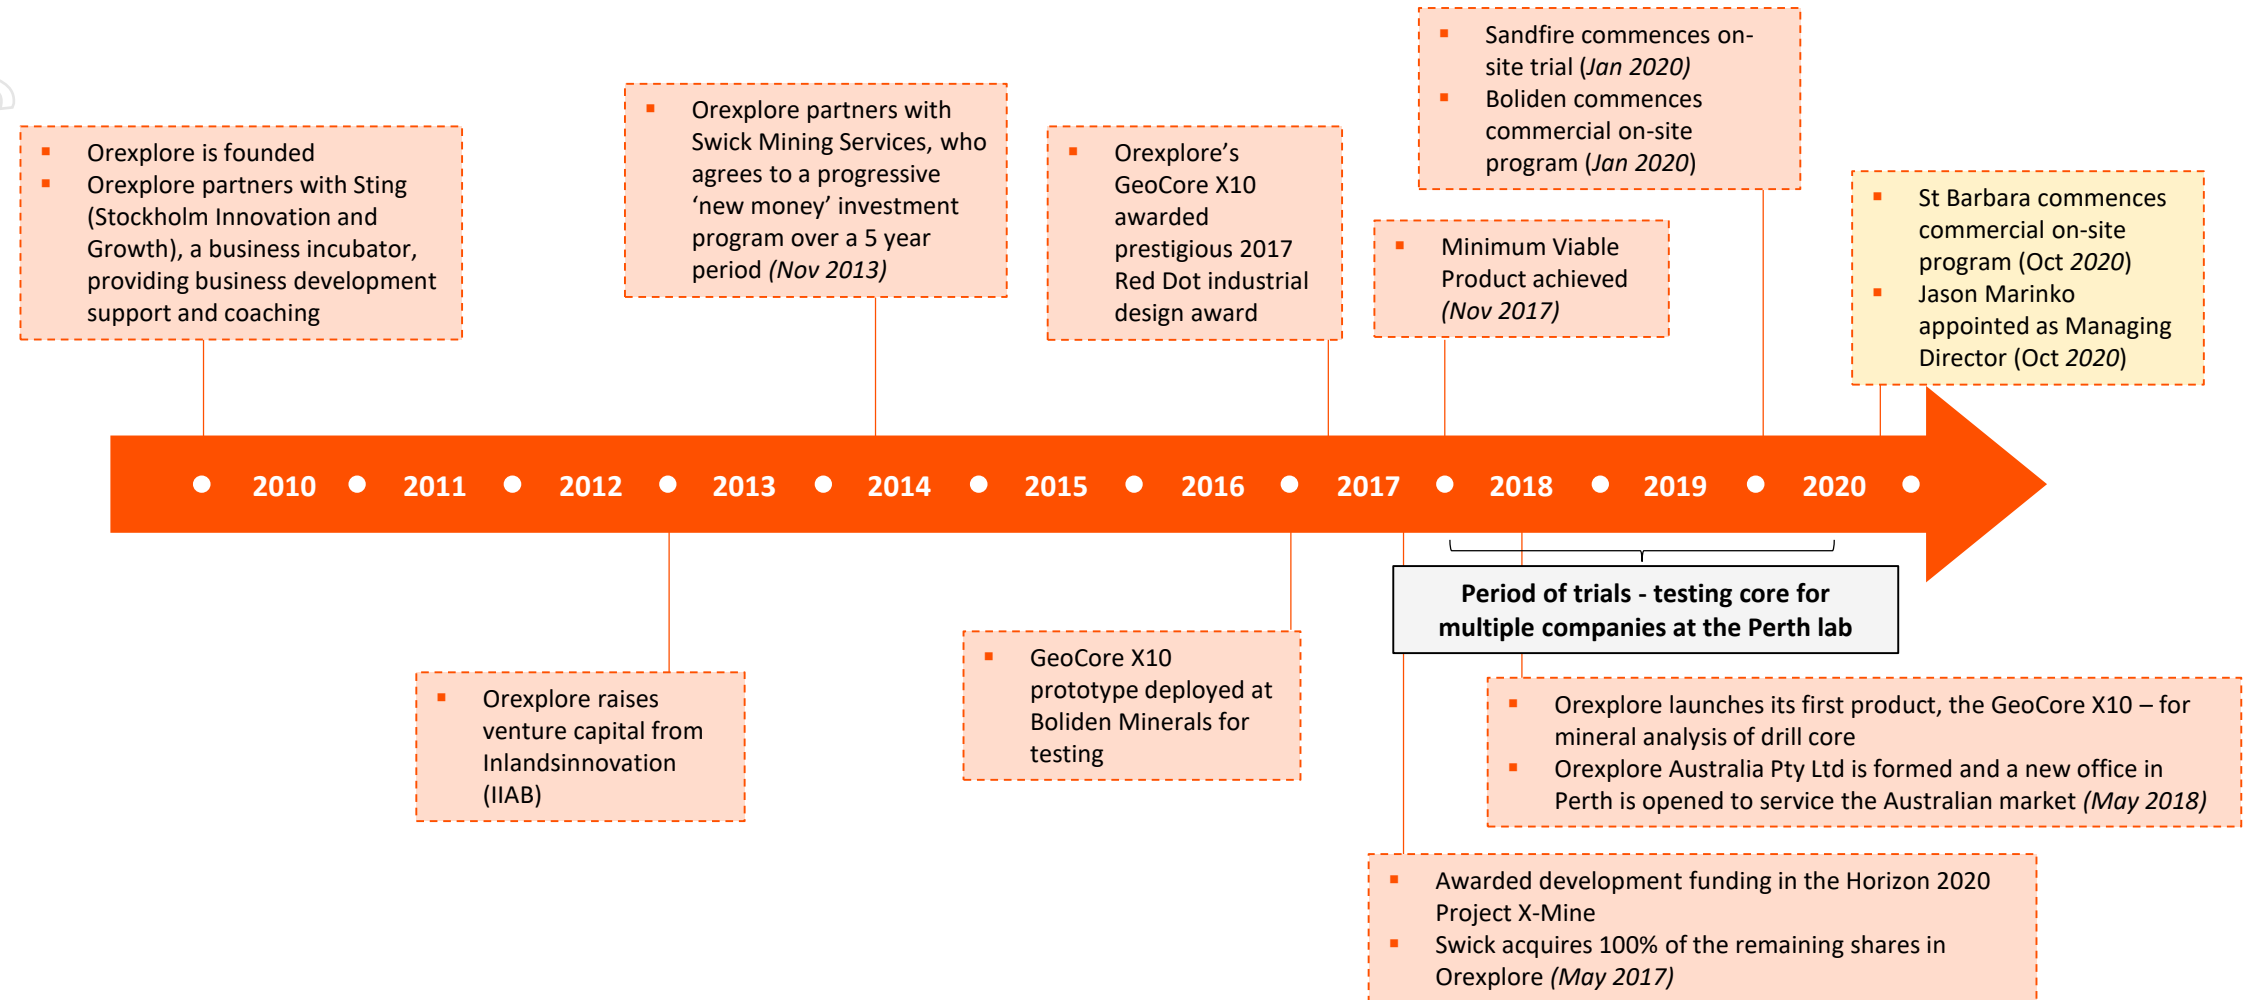 ▪ Orexplore is founded
▪ Orexplore partners with Sting
(Stockholm Innovation and
Growth), a business incubator,
providing business development
support and coaching
▪ Orexplore partners with
Swick Mining Services, who
agrees to a progressive
‘new money’ investment
program over a 5 year
period (Nov 2013)
▪ Orexplore’s
GeoCore X10
awarded
prestigious 2017
Red Dot industrial
design award
▪ Minimum Viable
Product achieved
(Nov 2017)
▪ Sandfire commences on-
site trial (Jan 2020)
▪ Boliden commences
commercial on-site
program (Jan 2020)
▪ St Barbara commences
commercial on-site
program (Oct 2020)
▪ Jason Marinko
appointed as Managing
Director (Oct 2020)
2010 2011 2012 2013 2014 2015 2016 2017 2018 2019 2020
Period of trials - testing core for
multiple companies at the Perth lab
▪ Orexplore raises
venture capital from
Inlandsinnovation
(IIAB)
▪ GeoCore X10
prototype deployed at
Boliden Minerals for
testing
▪ Orexplore launches its first product, the GeoCore X10 – for
mineral analysis of drill core
▪ Orexplore Australia Pty Ltd is formed and a new office in
Perth is opened to service the Australian market (May 2018)
▪ Awarded development funding in the Horizon 2020
Project X-Mine
▪ Swick acquires 100% of the remaining shares in
Orexplore (May 2017)